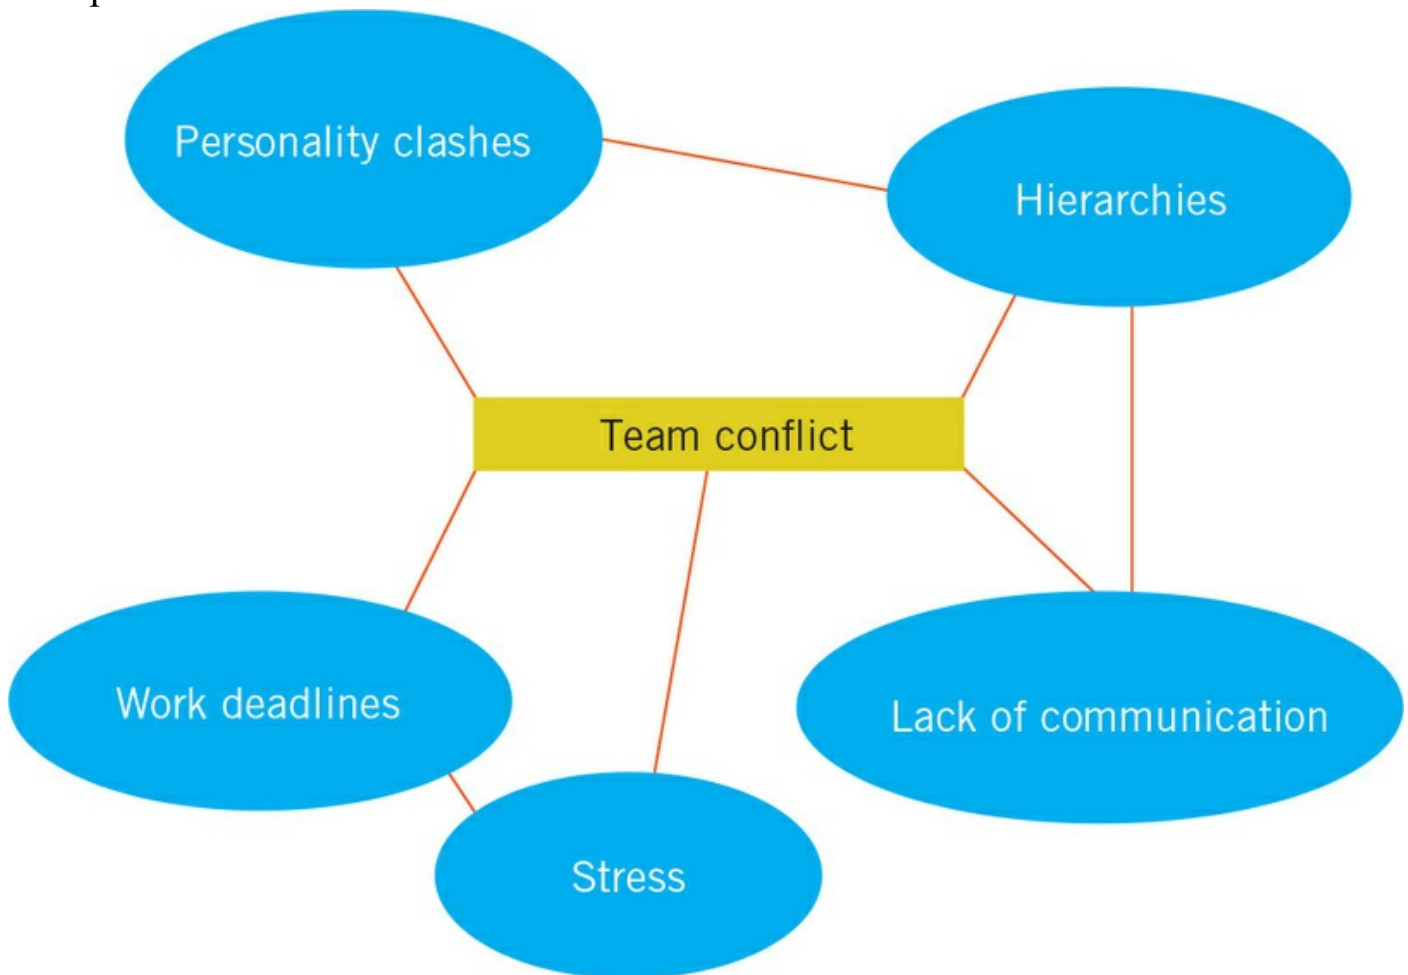 Personality clashes
Hierarchies
Team conflict
Work deadlines
Lack of communication
Stress